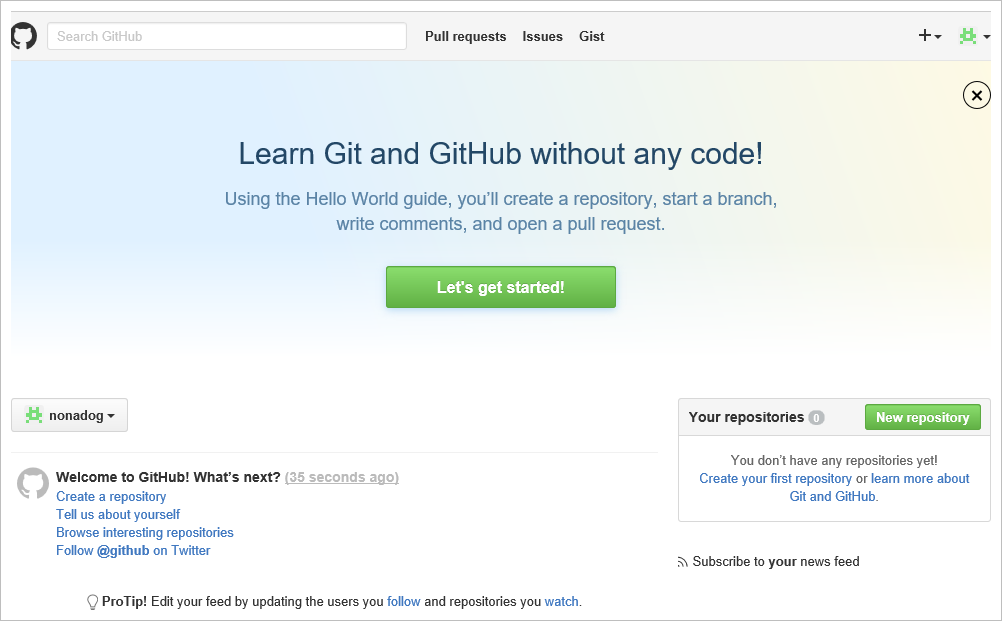 Search GitHub
Pull requests Issues Gist
Learn Git and GitHub without any code!
Using the Hello World guide, you’ll create a repository, start a branch,
write comments, and open a pull request.
Let's get started!
nonadog
Welcome to GitHub! What’s next? (35 seconds ago)
Create a repository
Tell us about yourself
Browse interesting repositories
Follow @github on Twitter
ProTip! Edit your feed by updating the users you follow and repositories you watch.
Your repositories 0 New repository
You don’t have any repositories yet!
Create your first repository or learn more about
Git and GitHub.
Subscribe to your news feed